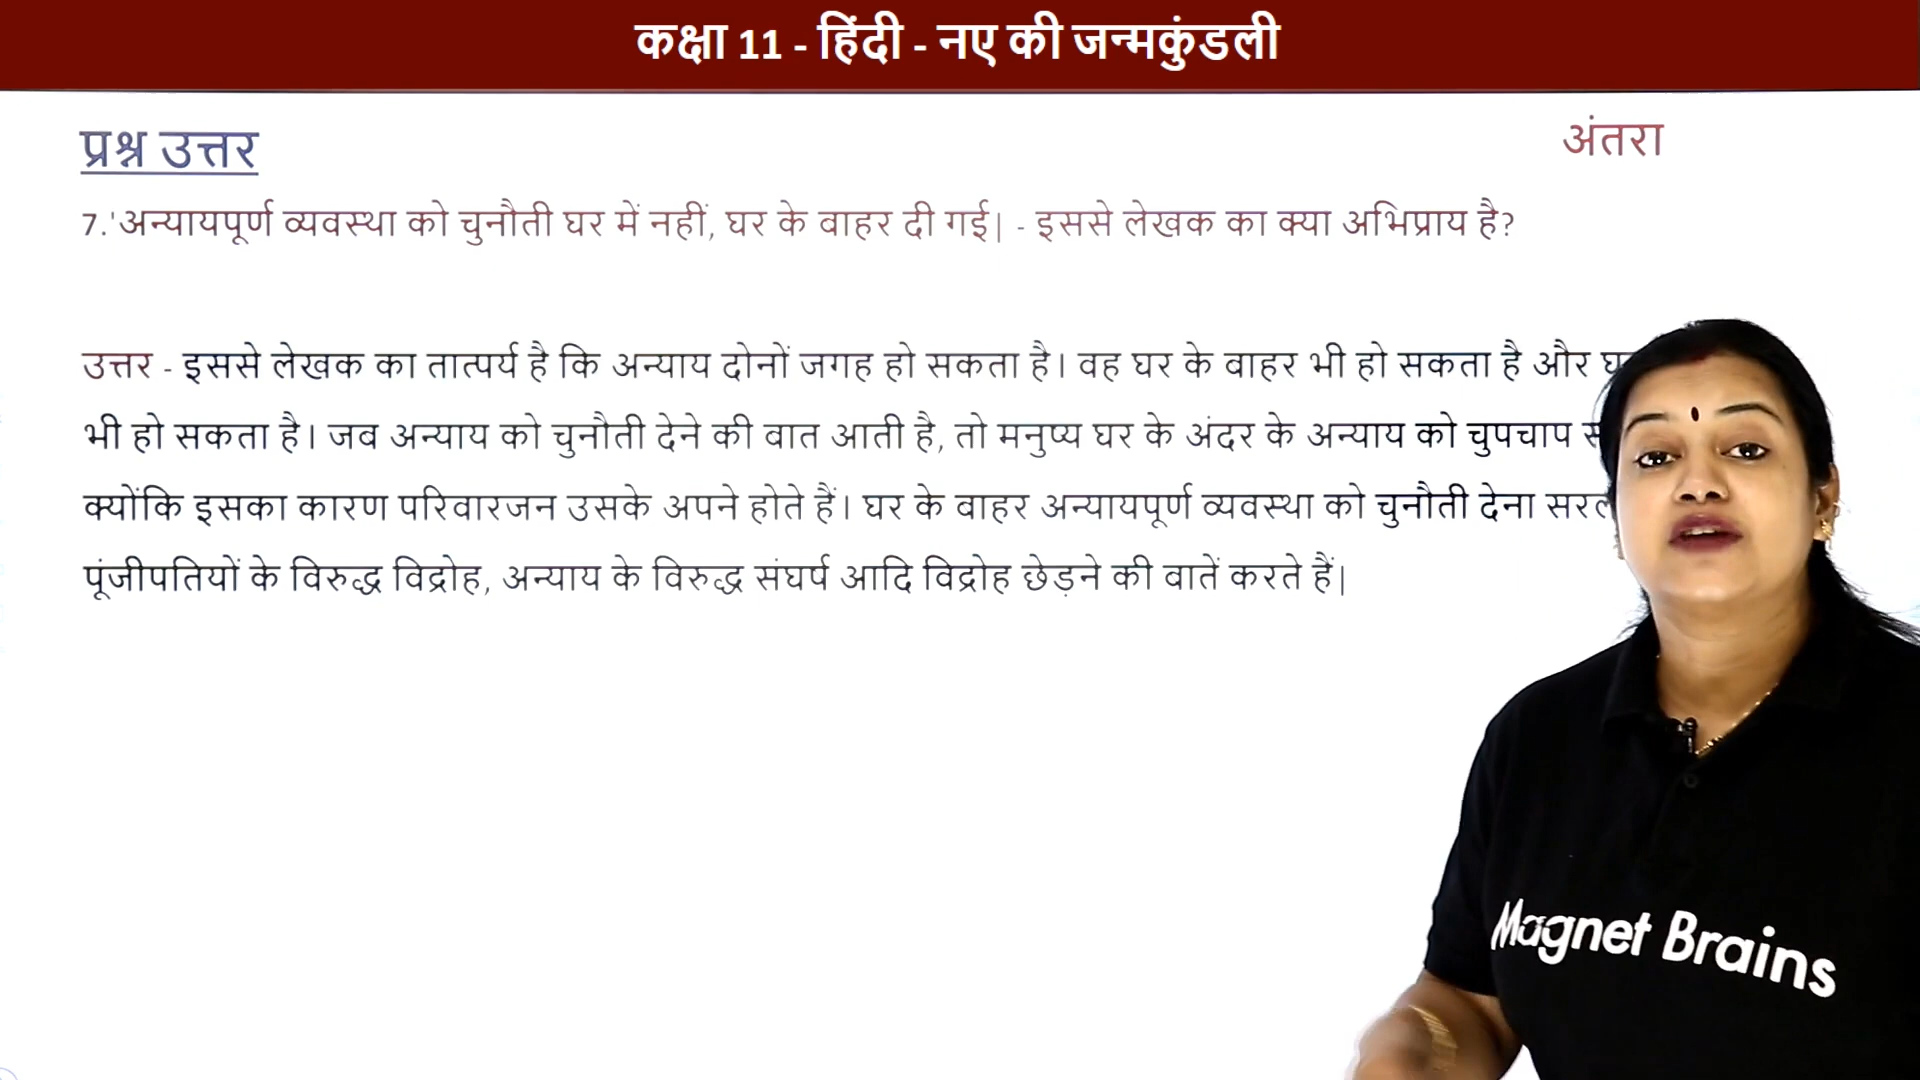 कक्षा 11 - हिंदी - नए की जन्मकुंडली
प्रश्न उत्तर
अंतरा
7.'अन्यायपूर्ण व्यवस्था को चुनौती घर में नहीं, घर के बाहर दी गई| - इससे लेखक का क्या अभिप्राय है?
उत्तर - इससे लेखक का तात्पर्य है कि अन्याय दोनों जगह हो सकता है। वह घर के बाहर भी हो सकता है और
भी हो सकता है। जब अन्याय को चुनौती देने की बात आती है, तो मनुष्य घर के अंदर के अन्याय को चुपचाप
क्योंकि इसका कारण परिवारजन उसके अपने होते हैं। घर के बाहर अन्यायपूर्ण व्यवस्था को चुनौती देना
पूंजीपतियों के विरुद्ध विद्रोह, अन्याय के विरुद्ध संघर्ष आदि विद्रोह छेड़ने की बातें करते हैं|
Magnet Brains